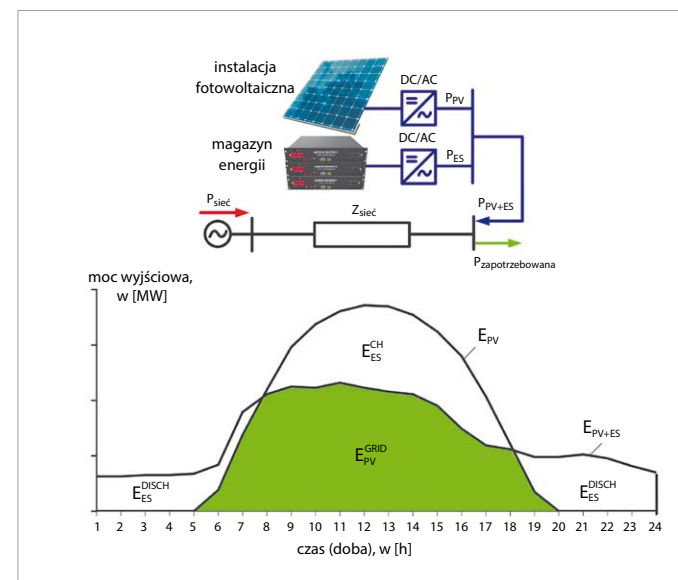 instalacja
fotowoltaiczna
DC/AC
P_PV
magazyn
energii
DC/AC
P_ES
P_sieć
Z_sieć
P_PV+ES
P_zapotrzebowana
moc wyjściowa,
w [MW]
E_PV
E_ES^CH
E_PV+ES
E_PV^GRID
E_ES^DISCH
E_ES^DISCH
1 2 3 4 5 6 7 8 9 10 11 12 13 14 15 16 17 18 19 20 21 22 23 24
czas (doba), w [h]